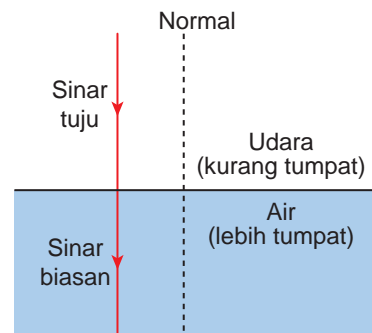 Normal
Sinar
tuju
Udara
(kurang tumpat)
Air
(lebih tumpat)
Sinar
biasan